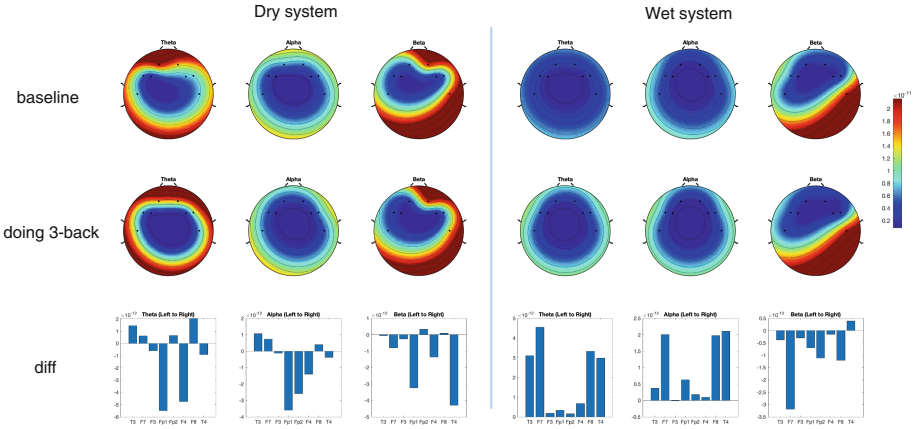 Dry system
Wet system
Theta
Alpha
Beta
Theta
Alpha
Beta
baseline
×10⁻¹¹
2
1.8
1.6
1.4
1.2
1
0.8
0.6
0.4
0.2
Theta
Alpha
Beta
Theta
Alpha
Beta
doing 3-back
diff
×10⁻¹² Theta (Left to Right)
2
1
0
-1
-2
-3
-4
-5
-6
T3 F7 F3 Fp1 Fp2 F4 F8 T4
×10⁻¹² Alpha (Left to Right)
2
1
0
-1
-2
-3
-4
T3 F7 F3 Fp1 Fp2 F4 F8 T4
×10⁻¹² Beta (Left to Right)
1
0
-1
-2
-3
-4
-5
T3 F7 F3 Fp1 Fp2 F4 F8 T4
×10⁻¹² Theta (Left to Right)
5
4
3
2
1
0
T3 F7 F3 Fp1 Fp2 F4 F8 T4
×10⁻¹² Alpha (Left to Right)
2.5
2
1.5
1
0.5
0
-0.5
T3 F7 F3 Fp1 Fp2 F4 F8 T4
×10⁻¹² Beta (Left to Right)
0.5
0
-0.5
-1
-1.5
-2
-2.5
-3
-3.5
T3 F7 F3 Fp1 Fp2 F4 F8 T4